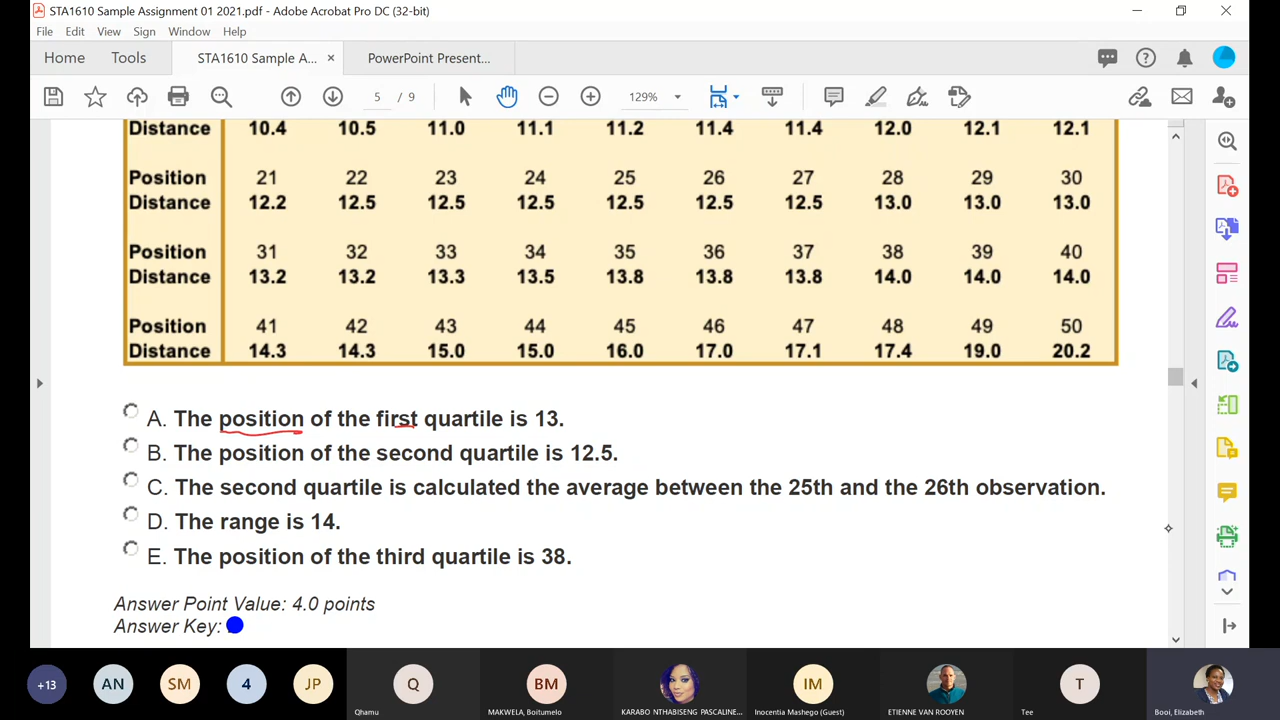 STA1610 Sample Assignment 01 2021.pdf - Adobe Acrobat Pro DC (32-bit)
File Edit View Sign Window Help
Home Tools STA1610 Sample A... × PowerPoint Present...
5 / 9 129%
Distance 10.4 10.5 11.0 11.1 11.2 11.4 11.4 12.0 12.1 12.1
Position 21 22 23 24 25 26 27 28 29 30
Distance 12.2 12.5 12.5 12.5 12.5 12.5 12.5 13.0 13.0 13.0
Position 31 32 33 34 35 36 37 38 39 40
Distance 13.2 13.2 13.3 13.5 13.8 13.8 13.8 14.0 14.0 14.0
Position 41 42 43 44 45 46 47 48 49 50
Distance 14.3 14.3 15.0 15.0 16.0 17.0 17.1 17.4 19.0 20.2
A. The position of the first quartile is 13.
B. The position of the second quartile is 12.5.
C. The second quartile is calculated the average between the 25th and the 26th observation.
D. The range is 14.
E. The position of the third quartile is 38.
Answer Point Value: 4.0 points
Answer Key:
+13 AN SM 4 JP Q BM IM T
Qhamu MAKWELA, Boitumelo KARABO NTHABISENG PASCALINE... Inocentia Mashego (Guest) ETIENNE VAN ROOYEN Tee Booi, Elizabeth